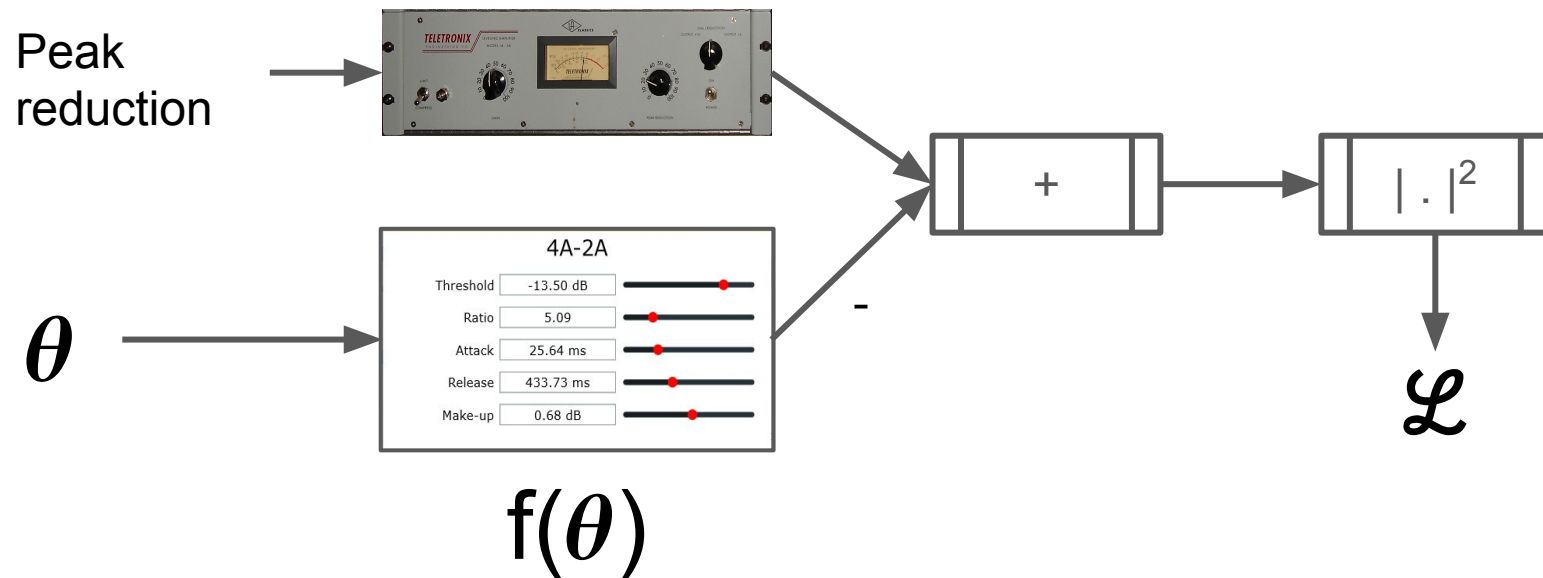 Peak
reduction
TELETRONIX
TELETRONIX
+
| . |²
4A-2A
Threshold -13.50 dB
Ratio 5.09
Attack 25.64 ms
Release 433.73 ms
Make-up 0.68 dB
-
θ
ℒ
f(θ)